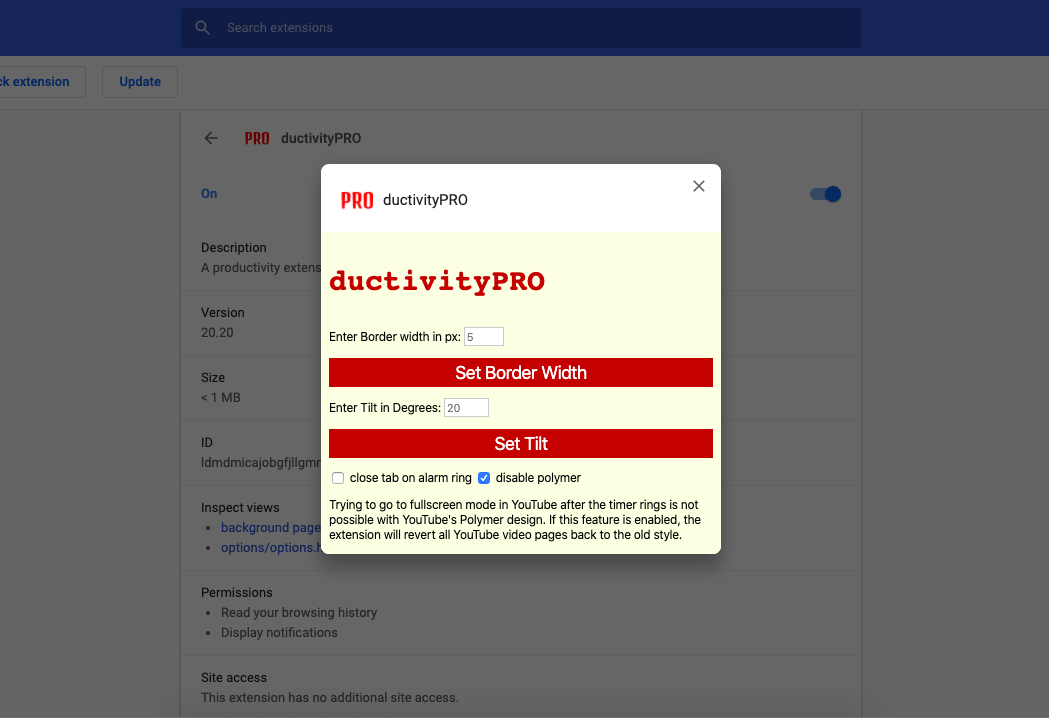 Search extensions
ck extension
Update
PRO ductivityPRO
On
Description
A productivity extens
Version
20.20
Size
< 1 MB
ID
ldmdmicajobgfjllgmr
Inspect views
background page
options/options.h
Permissions
Read your browsing history
Display notifications
Site access
This extension has no additional site access.
PRO ductivityPRO
ductivityPRO
Enter Border width in px: 5
Set Border Width
Enter Tilt in Degrees: 20
Set Tilt
close tab on alarm ring disable polymer
Trying to go to fullscreen mode in YouTube after the timer rings is not
possible with YouTube's Polymer design. If this feature is enabled, the
extension will revert all YouTube video pages back to the old style.